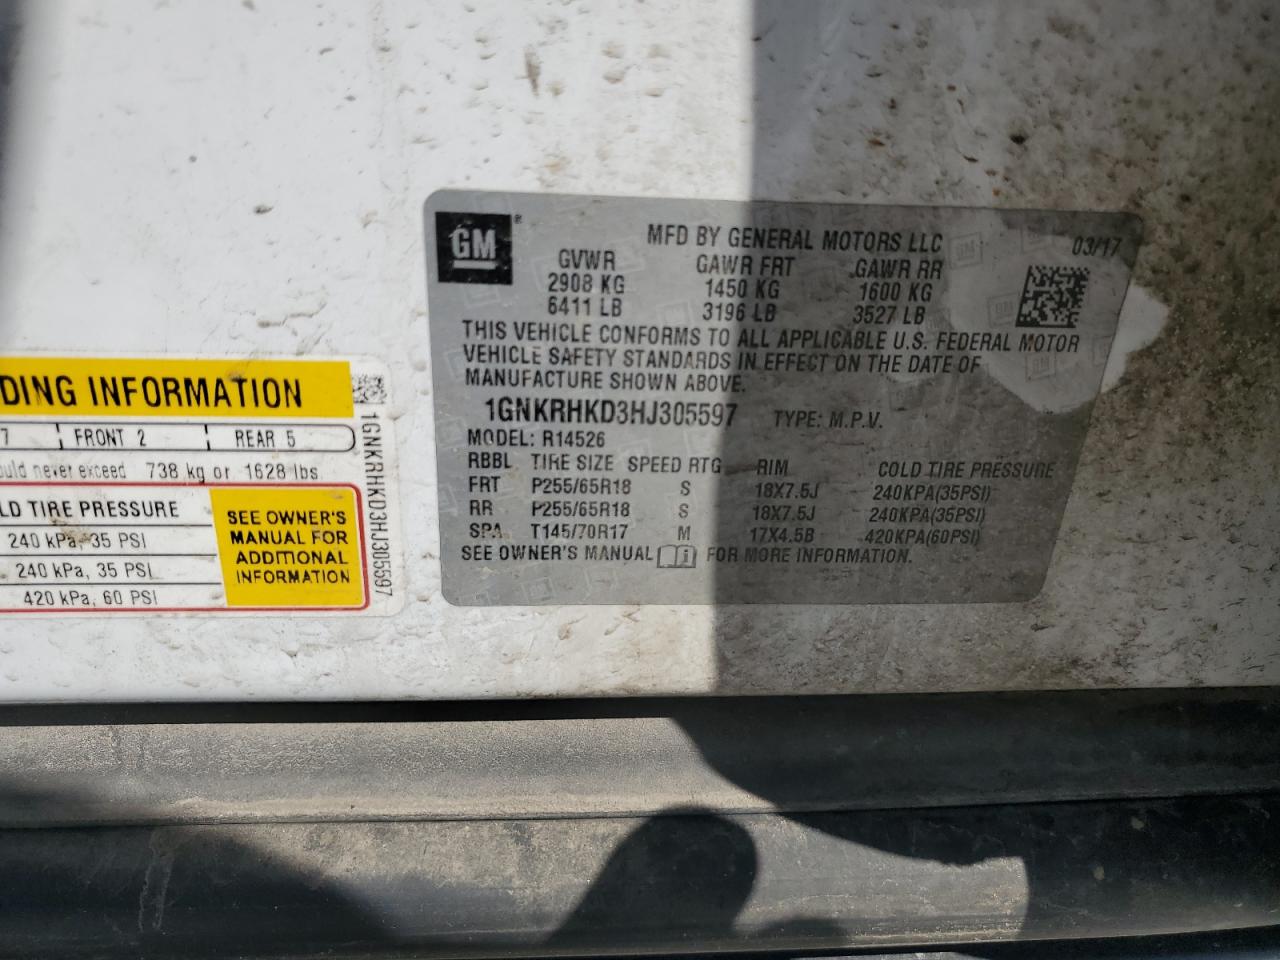 GM®
MFD BY GENERAL MOTORS LLC 03/17
GVWR GAWR FRT GAWR RR
2908 KG 1450 KG 1600 KG
6411 LB 3196 LB 3527 LB
THIS VEHICLE CONFORMS TO ALL APPLICABLE U.S. FEDERAL MOTOR
VEHICLE SAFETY STANDARDS IN EFFECT ON THE DATE OF
MANUFACTURE SHOWN ABOVE.
1GNKRHKD3HJ305597 TYPE: M.P.V.
MODEL: R14526
RBBL TIRE SIZE SPEED RTG RIM COLD TIRE PRESSURE
FRT P255/65R18 S 18X7.5J 240KPA(35PSI)
RR P255/65R18 S 18X7.5J 240KPA(35PSI)
SPA T145/70R17 M 17X4.5B 420KPA(60PSI)
SEE OWNER'S MANUAL FOR MORE INFORMATION.
DING INFORMATION
7 FRONT 2 REAR 5
ould never exceed 738 kg or 1628 lbs
LD TIRE PRESSURE
240 kPa, 35 PSI
240 kPa, 35 PSI
420 kPa, 60 PSI
SEE OWNER'S
MANUAL FOR
ADDITIONAL
INFORMATION
1GNKRHKD3HJ305597